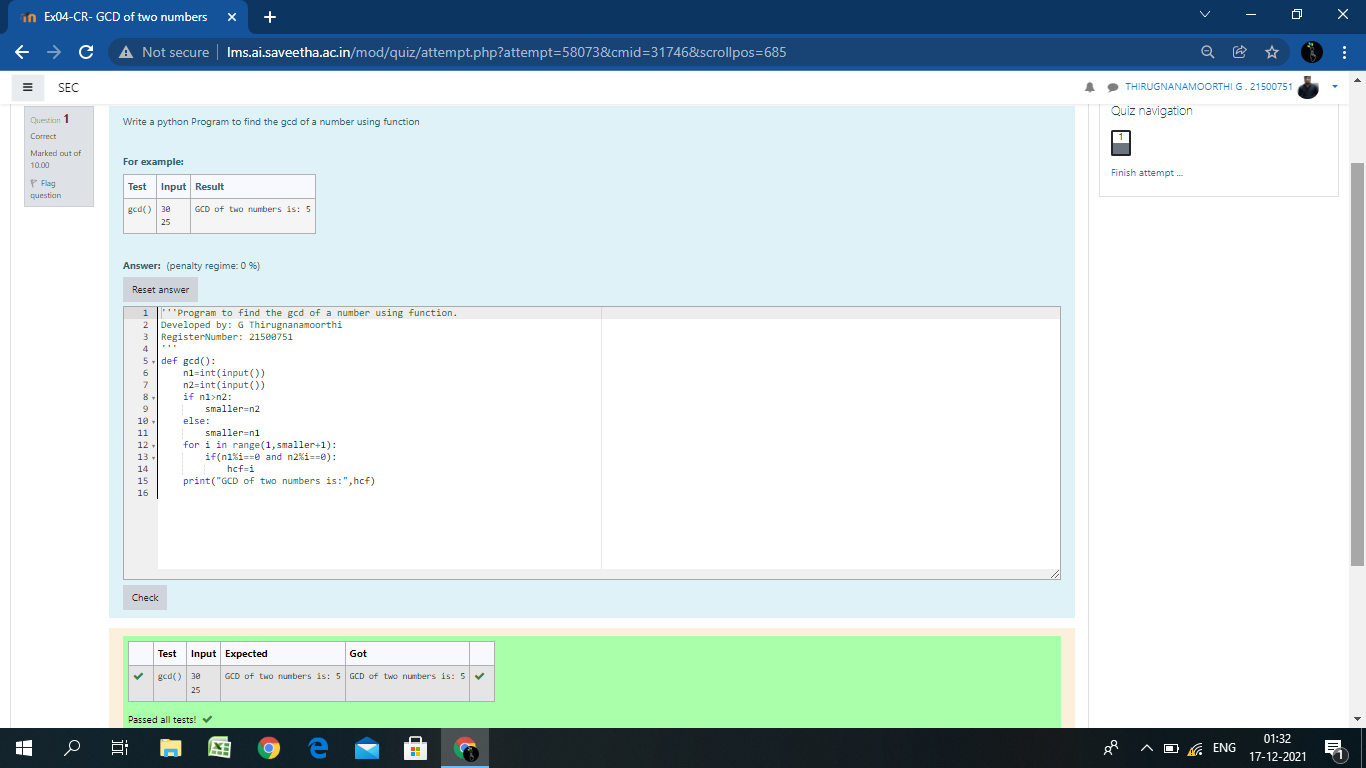 Ex04-CR- GCD of two numbers
Not secure
lms.ai.saveetha.ac.in/mod/quiz/attempt.php?attempt=58073&cmid=31746&scrollpos=685
SEC
THIRUGNANAMOORTHI G . 21500751
Question 1
Correct
Marked out of
10.00
Flag
question
Write a python Program to find the gcd of a number using function
For example:
Test Input Result
gcd() 30 GCD of two numbers is: 5
25
Answer: (penalty regime: 0 %)
Reset answer
1 '''Program to find the gcd of a number using function.
2 Developed by: G Thirugnanamoorthi
3 RegisterNumber: 21500751
4 '''
5 def gcd():
6     n1=int(input())
7     n2=int(input())
8     if n1>n2:
9         smaller=n2
10     else:
11         smaller=n1
12     for i in range(1,smaller+1):
13         if(n1%i==0 and n2%i==0):
14             hcf=i
15     print("GCD of two numbers is:",hcf)
16
Check
Test Input Expected Got
gcd() 30 GCD of two numbers is: 5 GCD of two numbers is: 5
25
Passed all tests!
Quiz navigation
1
Finish attempt ...
ENG
01:32
17-12-2021
1